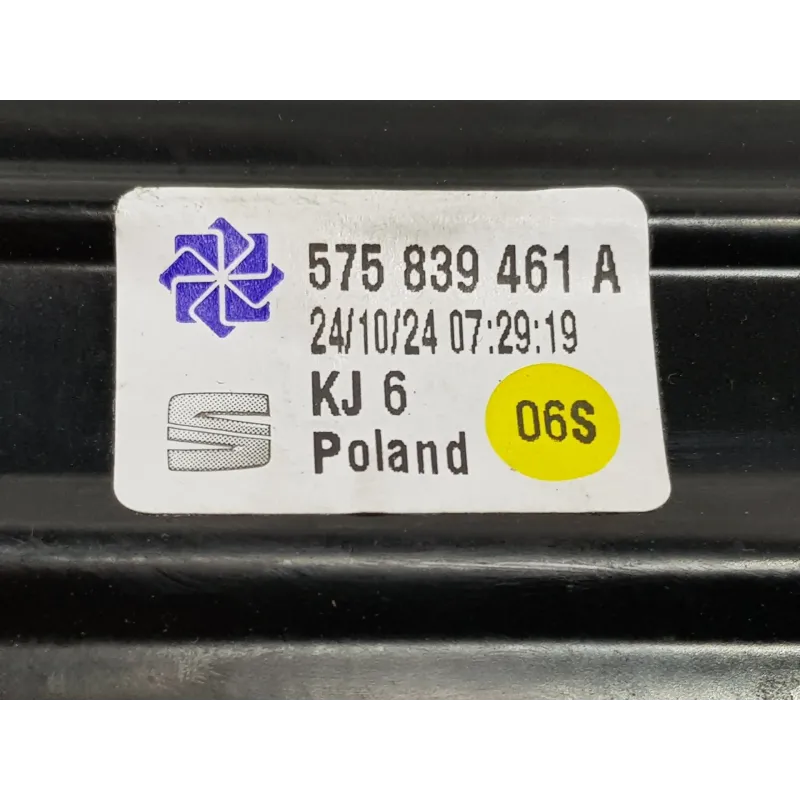 575 839 461 A
24/10/24 07:29:19
KJ 6
06S
Poland